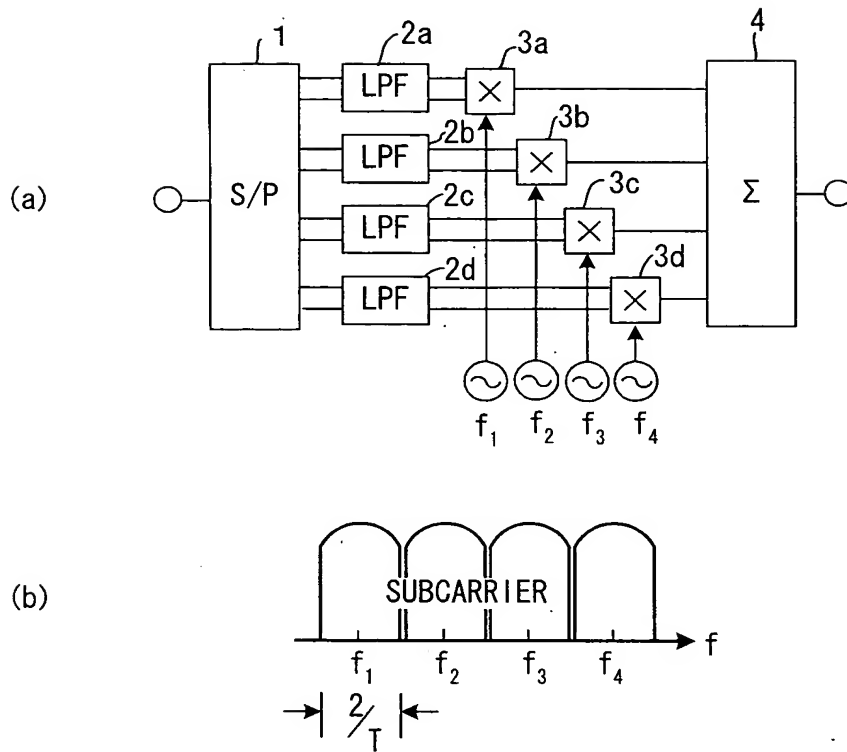 (a)
1
2a
3a
4
LPF
×
2b
3b
LPF
×
S/P
2c
3c
Σ
LPF
×
2d
3d
LPF
×
f₁
f₂
f₃
f₄
(b)
SUBCARRIER
f₁
f₂
f₃
f₄
f
2/T